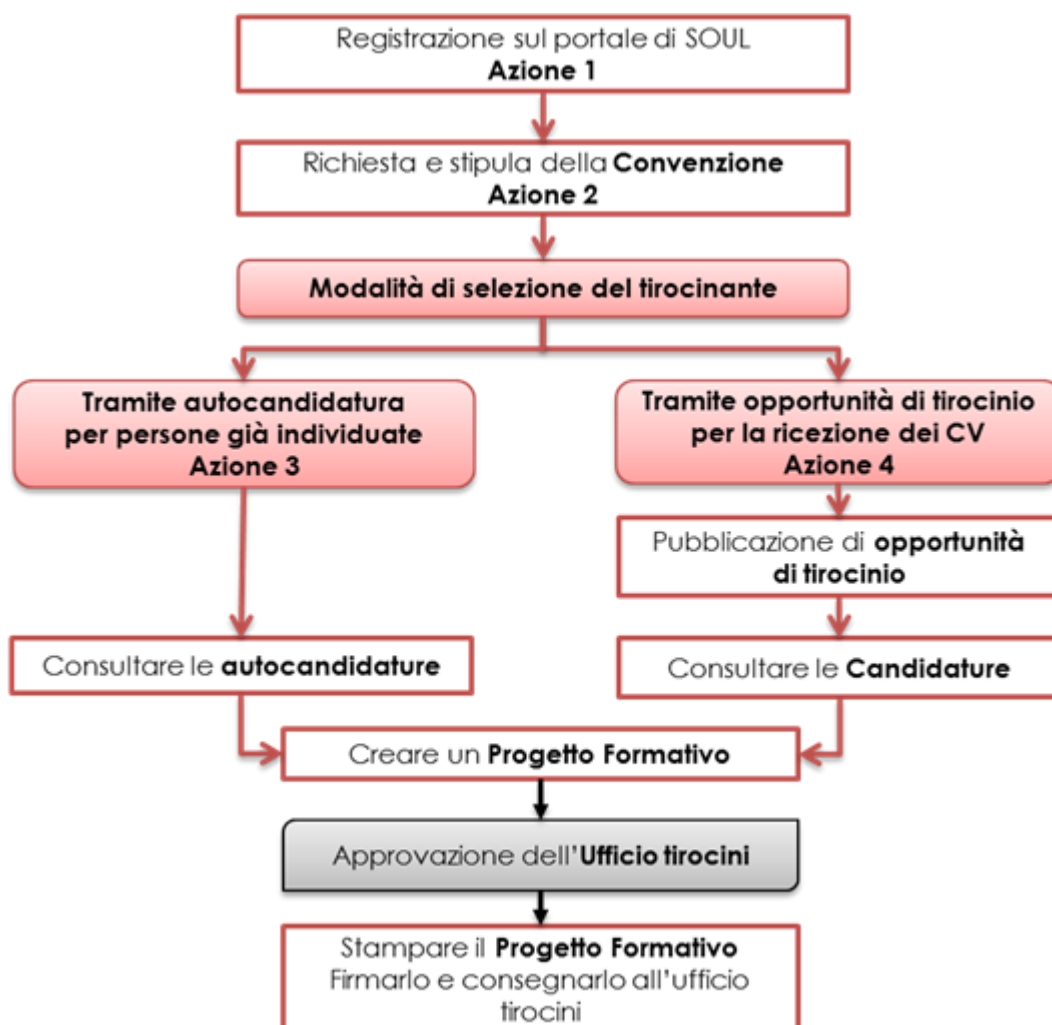 Registrazione sul portale di SOUL
Azione 1
Richiesta e stipula della Convenzione
Azione 2
Modalità di selezione del tirocinante
Tramite autocandidatura
per persone già individuate
Azione 3
Tramite opportunità di tirocinio
per la ricezione dei CV
Azione 4
Pubblicazione di opportunità
di tirocinio
Consultare le autocandidature
Consultare le Candidature
Creare un Progetto Formativo
Approvazione dell'Ufficio tirocini
Stampare il Progetto Formativo
Firmarlo e consegnarlo all'ufficio
tirocini